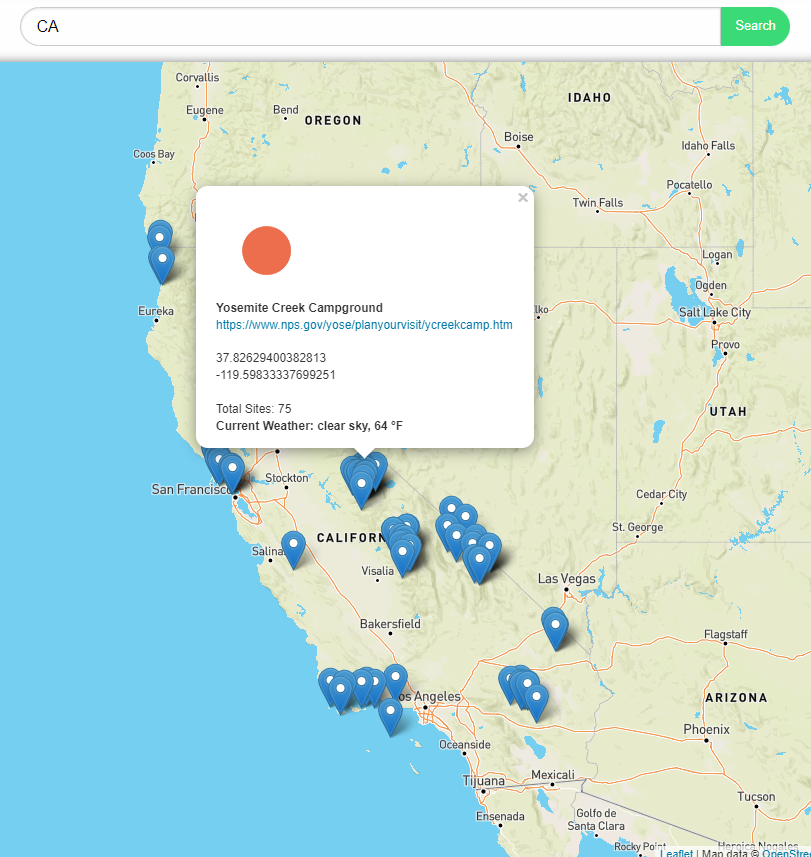 CA
Search
Corvallis
Eugene
Bend
OREGON
IDAHO
Boise
Coos Bay
Idaho Falls
Pocatello
Twin Falls
×
Logan
Ogden
Eureka
Salt Lake City
Provo
Yosemite Creek Campground
https://www.nps.gov/yose/planyourvisit/ycreekcamp.htm
37.82629400382813
-119.59833337699251
Total Sites: 75
Current Weather: clear sky, 64 °F
UTAH
San Francisco
Stockton
Cedar City
St. George
CALIFORN
Salina
Visalia
Las Vegas
Bakersfield
Flagstaff
os Angeles
ARIZONA
Phoenix
Oceanside
Tijuana
Mexicali
Tucson
Ensenada
Golfo de
Santa Clara
Rocky Point
Heroica Nogales
Leaflet | Map data © OpenStree